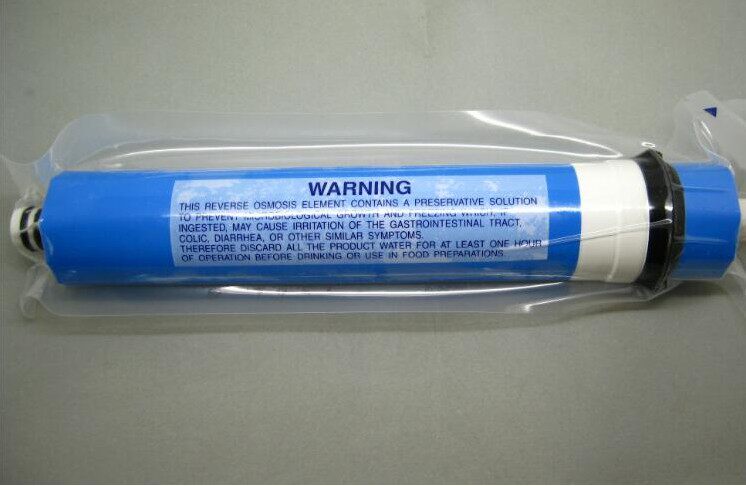 WARNING
THIS REVERSE OSMOSIS ELEMENT CONTAINS A PRESERVATIVE SOLUTION
TO PREVENT MICROBIOLOGICAL GROWTH AND FREEZING WHICH, IF
INGESTED, MAY CAUSE IRRITATION OF THE GASTROINTESTINAL TRACT,
COLIC, DIARRHEA, OR OTHER SIMILAR SYMPTOMS.
THEREFORE DISCARD ALL THE PRODUCT WATER FOR AT LEAST ONE HOUR
OF OPERATION BEFORE DRINKING OR USE IN FOOD PREPARATIONS.